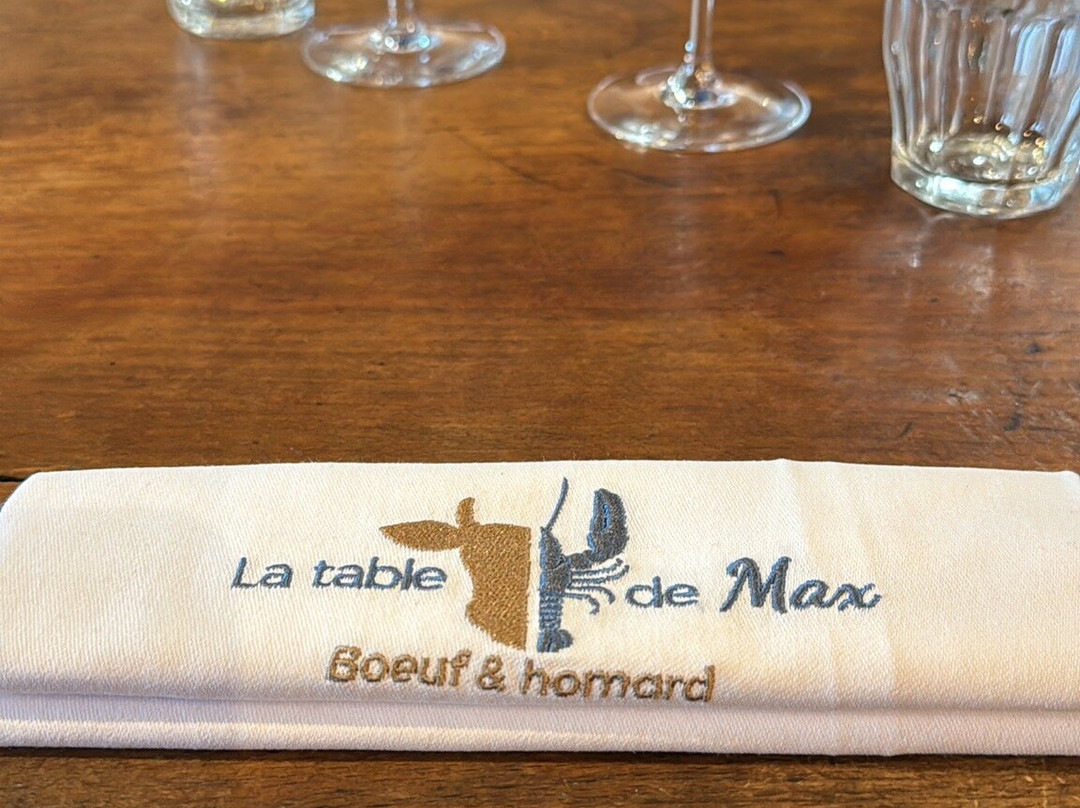 La table de Max
Boeuf & homard